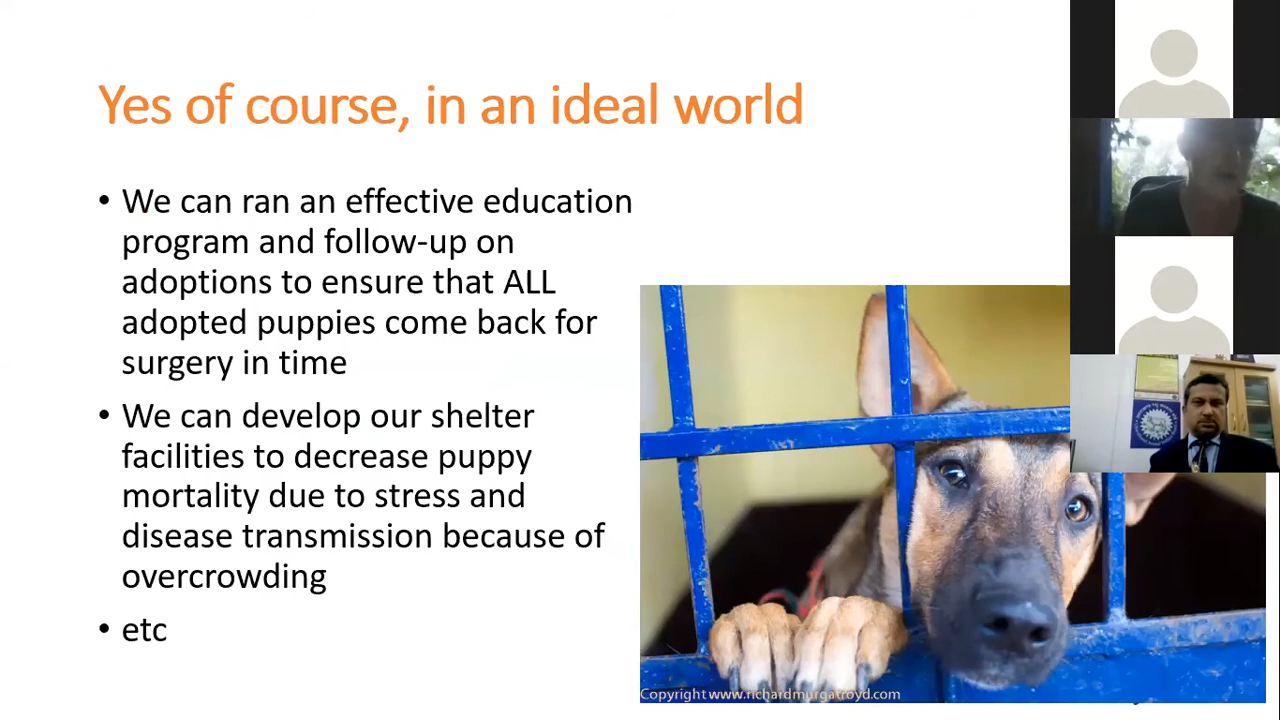 Yes of course, in an ideal world
• We can ran an effective education
program and follow-up on
adoptions to ensure that ALL
adopted puppies come back for
surgery in time
• We can develop our shelter
facilities to decrease puppy
mortality due to stress and
disease transmission because of
overcrowding
• etc
Copyright www.richardmurgatroyd.com